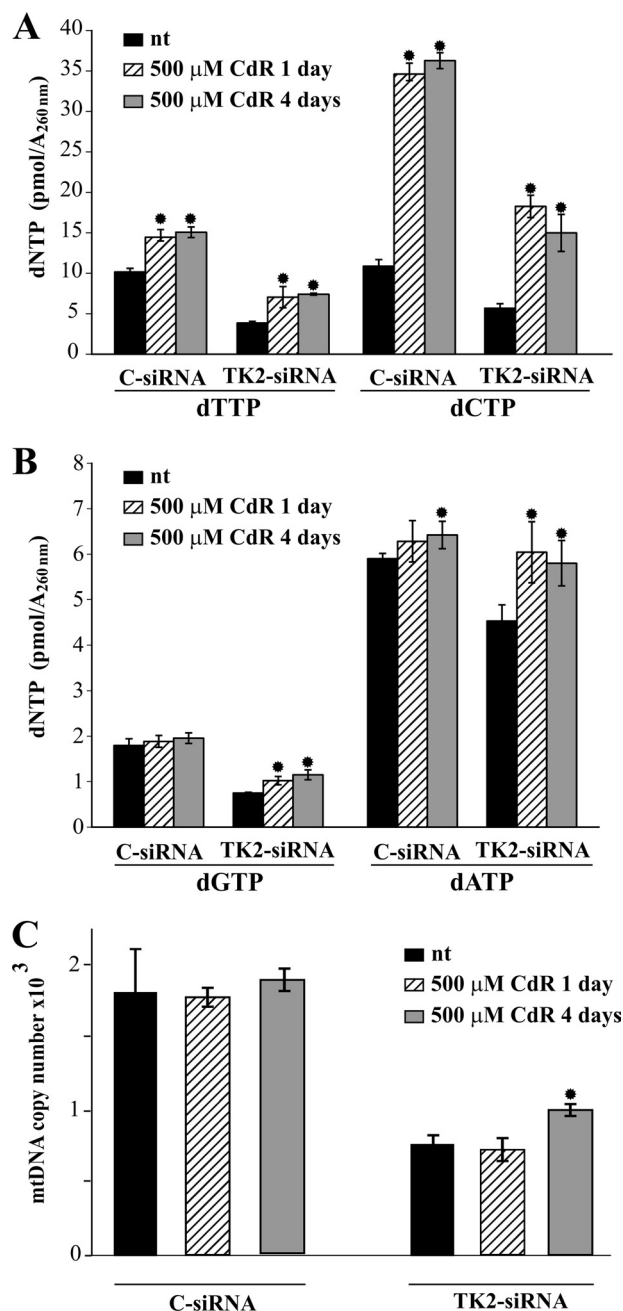 A
nt
500 μM CdR 1 day
500 μM CdR 4 days
dNTP (pmol/A260nm)
40
35
30
25
20
15
10
5
0
C-siRNA TK2-siRNA C-siRNA TK2-siRNA
dTTP dCTP
B
nt
500 μM CdR 1 day
500 μM CdR 4 days
dNTP (pmol/A260nm)
8
7
6
5
4
3
2
1
0
C-siRNA TK2-siRNA C-siRNA TK2-siRNA
dGTP dATP
C
nt
500 μM CdR 1 day
500 μM CdR 4 days
mtDNA copy number x10 3
2
1
0
C-siRNA TK2-siRNA